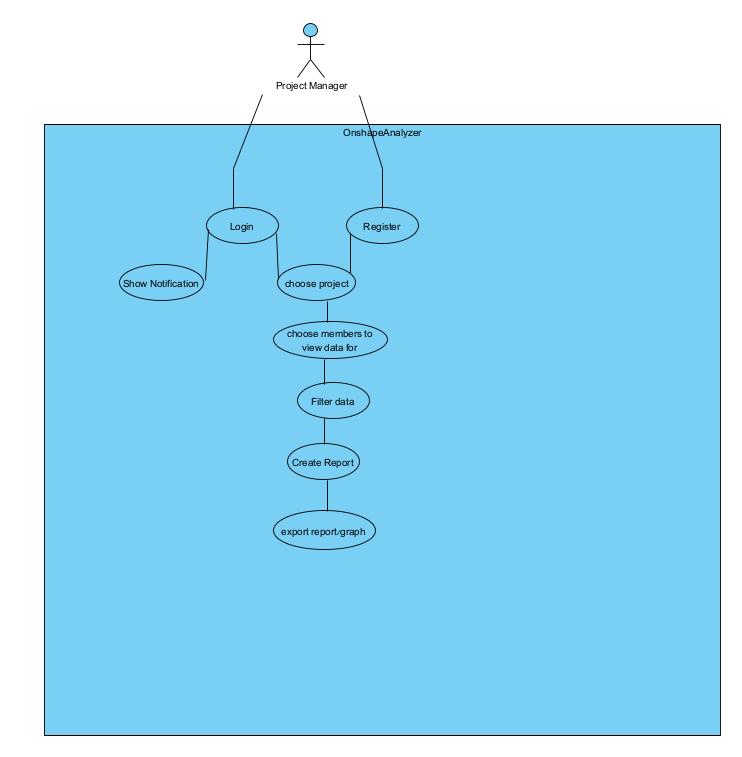 Project Manager
OnshapeAnalyzer
Login
Register
Show Notification
choose project
choose members to
view data for
Filter data
Create Report
export report/graph